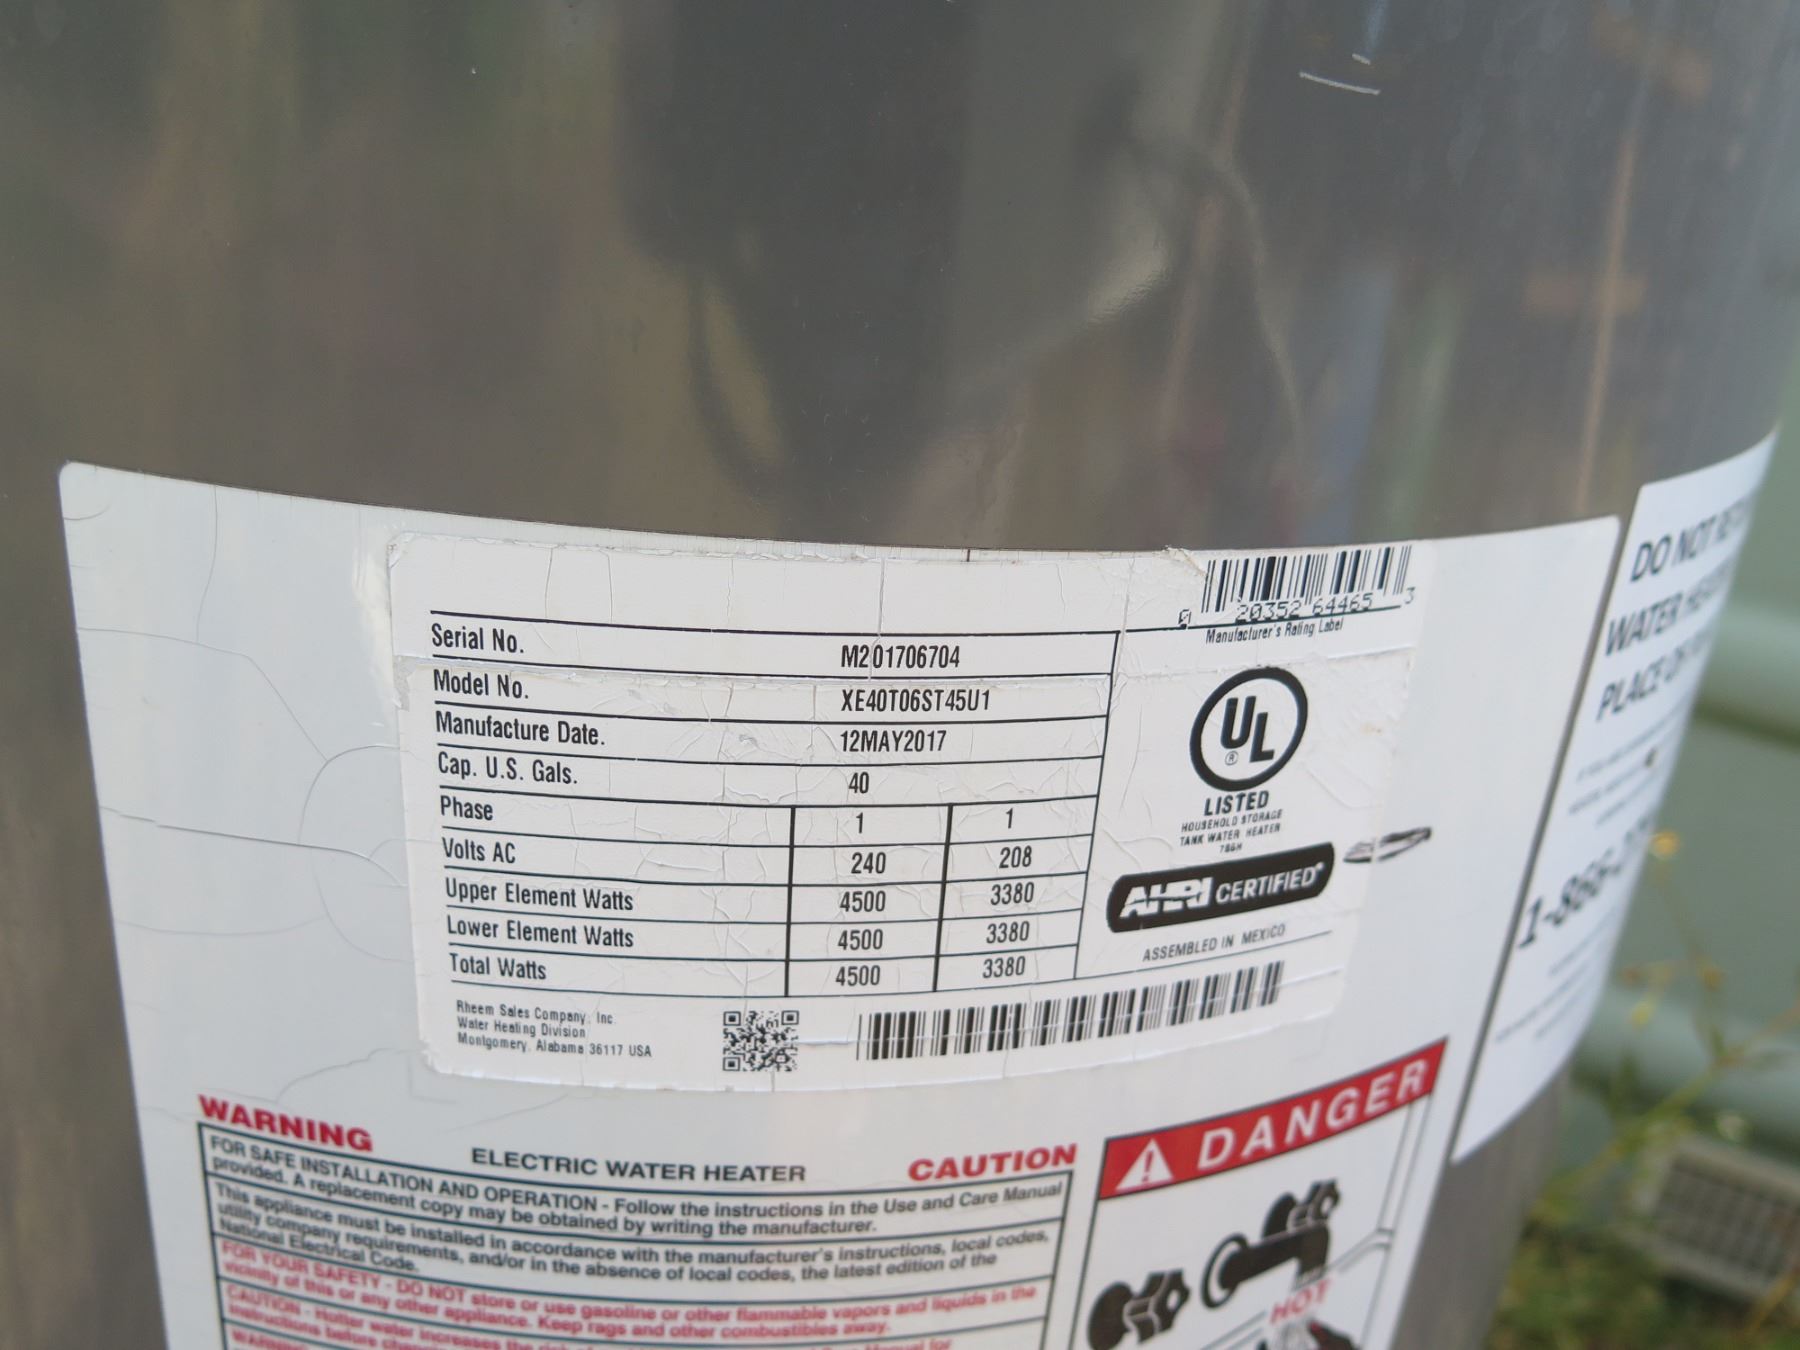 0 20352 64465 3
Manufacturer's Rating Label
Serial No. M201706704
Model No. XE40T06ST45U1
Manufacture Date. 12MAY2017
Cap. U.S. Gals. 40
Phase 1 1
Volts AC 240 208
Upper Element Watts 4500 3380
Lower Element Watts 4500 3380
Total Watts 4500 3380
UL
®
LISTED
HOUSEHOLD STORAGE
TANK WATER HEATER
AHRI CERTIFIED
ASSEMBLED IN MEXICO
Rheem Sales Company, Inc.
Water Heating Division
Montgomery, Alabama 36117 USA
WARNING
ELECTRIC WATER HEATER
CAUTION
FOR SAFE INSTALLATION AND OPERATION - Follow the instructions in the Use and Care Manual
provided. A replacement copy may be obtained by writing the manufacturer.
This appliance must be installed in accordance with the manufacturer's instructions, local codes,
utility company requirements, and/or in the absence of local codes, the latest edition of the
National Electrical Code.
FOR YOUR SAFETY - DO NOT store or use gasoline or other flammable vapors and liquids in the
vicinity of this or any other appliance. Keep rags and other combustibles away.
CAUTION - Hotter water increases the risk
instructions before
DANGER
HOT
DO NOT
WATER
PLACE
1-866-